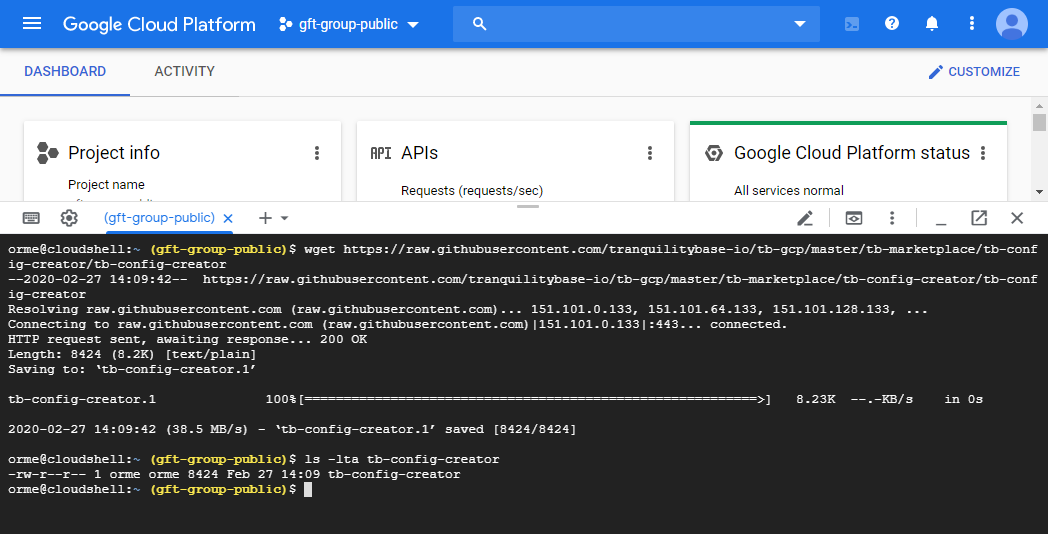 Google Cloud Platform gft-group-public
DASHBOARD ACTIVITY CUSTOMIZE
Project info
Project name
API APIs
Requests (requests/sec)
Google Cloud Platform status
All services normal
(gft-group-public)
orme@cloudshell:~ (gft-group-public)$ wget https://raw.githubusercontent.com/tranquilitybase-io/tb-gcp/master/tb-marketplace/tb-conf
ig-creator/tb-config-creator
--2020-02-27 14:09:42-- https://raw.githubusercontent.com/tranquilitybase-io/tb-gcp/master/tb-marketplace/tb-config-creator/tb-conf
ig-creator
Resolving raw.githubusercontent.com (raw.githubusercontent.com)... 151.101.0.133, 151.101.64.133, 151.101.128.133, ...
Connecting to raw.githubusercontent.com (raw.githubusercontent.com)|151.101.0.133|:443... connected.
HTTP request sent, awaiting response... 200 OK
Length: 8424 (8.2K) [text/plain]
Saving to: ‘tb-config-creator.1’
tb-config-creator.1 100%[==========================================================>] 8.23K --.-KB/s in 0s
2020-02-27 14:09:42 (38.5 MB/s) - ‘tb-config-creator.1’ saved [8424/8424]
orme@cloudshell:~ (gft-group-public)$ ls -lta tb-config-creator
-rw-r--r-- 1 orme orme 8424 Feb 27 14:09 tb-config-creator
orme@cloudshell:~ (gft-group-public)$